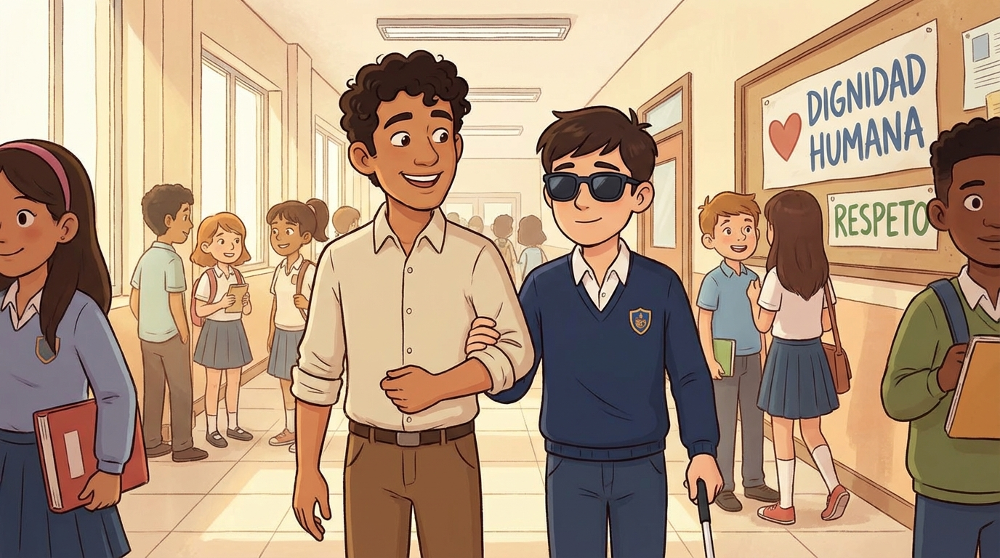 DIGNIDAD
HUMANA
RESPETO